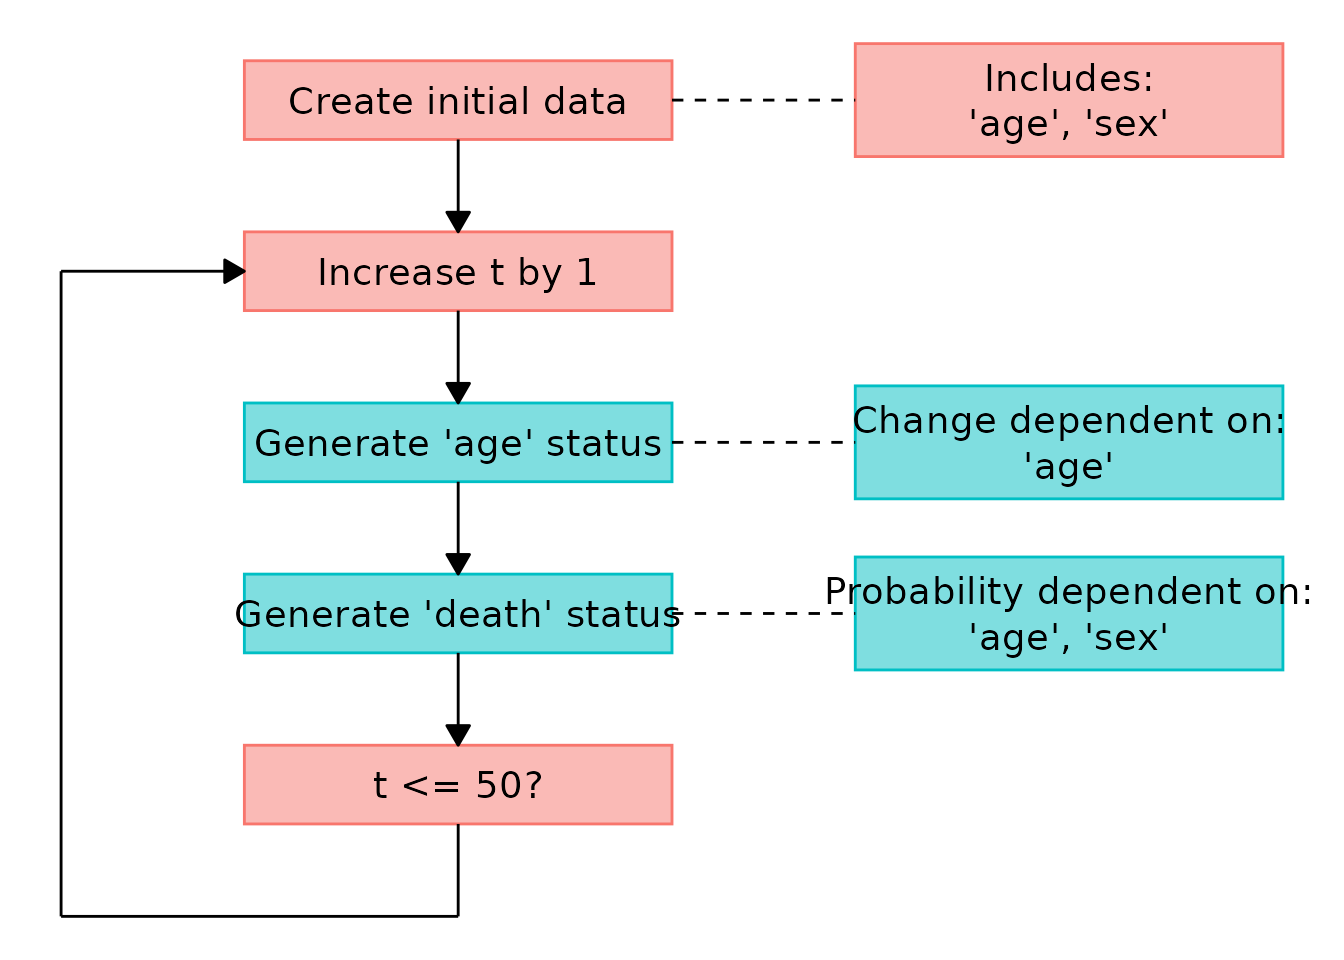 Create initial data
Includes:
'age', 'sex'
Increase t by 1
Generate 'age' status
Change dependent on:
'age'
Generate 'death' status
Probability dependent on:
'age', 'sex'
t <= 50?